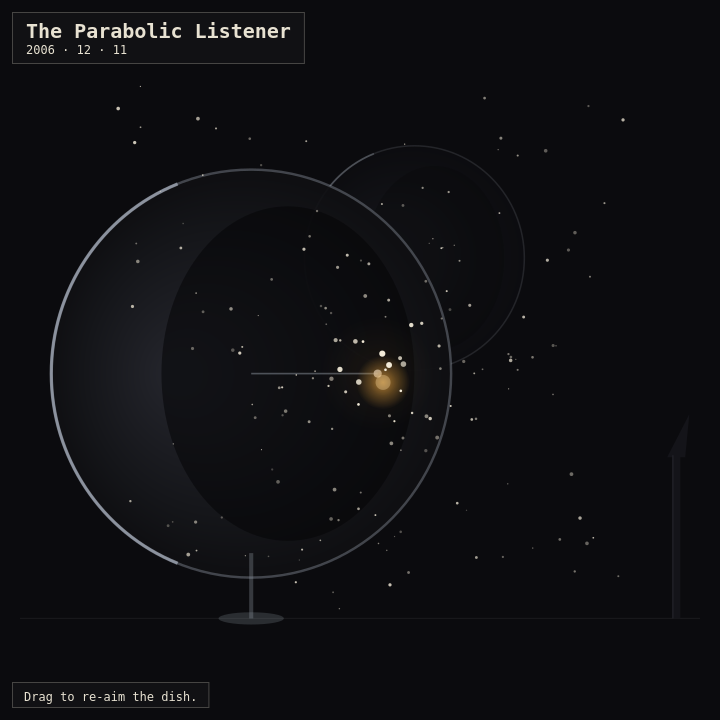 The Parabolic Listener
2006 · 12 · 11
Drag to re-aim the dish.